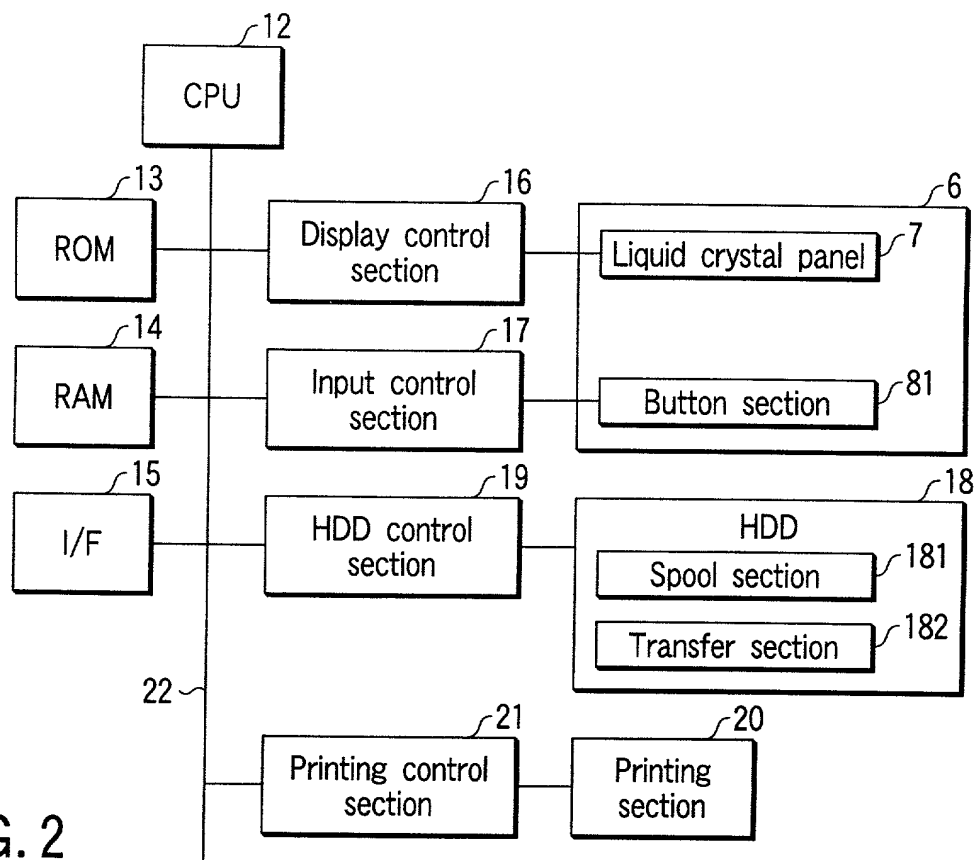 12
CPU
13
ROM
16
Display control
section
6
7
Liquid crystal panel
14
RAM
17
Input control
section
81
Button section
15
I/F
19
HDD control
section
18
HDD
181
Spool section
182
Transfer section
22
21
Printing control
section
20
Printing
section
G. 2